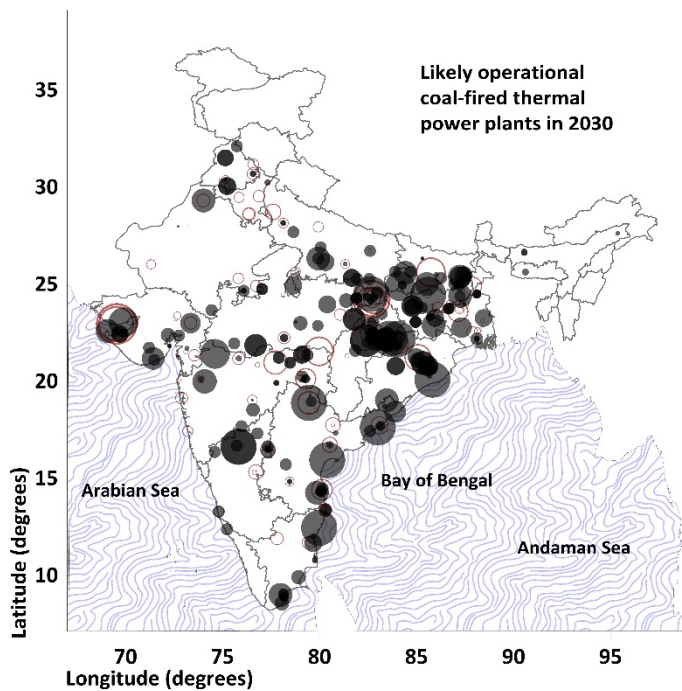 Likely operational
coal-fired thermal
power plants in 2030
35
30
25
20
15
10
Arabian Sea
Bay of Bengal
Andaman Sea
Latitude (degrees)
70 75 80 85 90 95
Longitude (degrees)